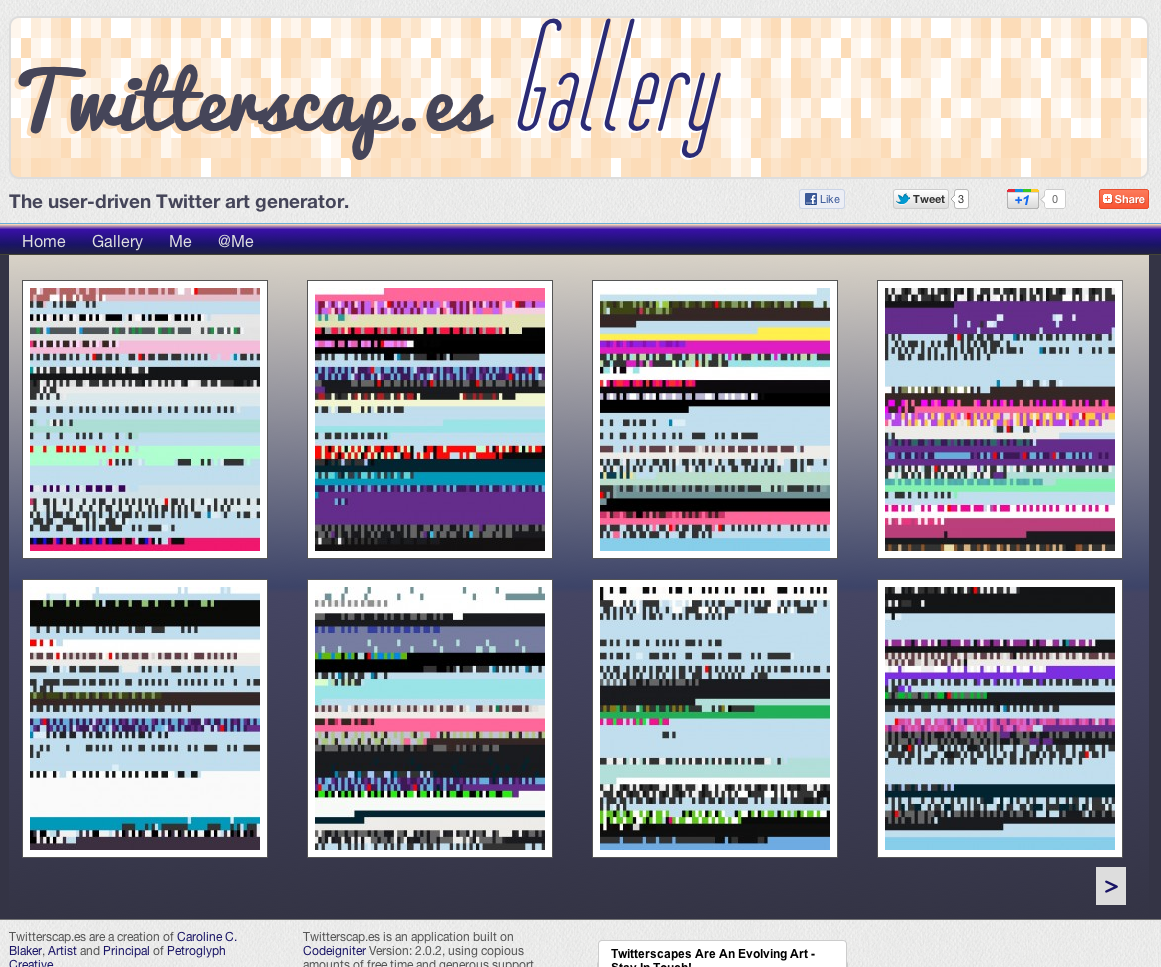 Twitterscap.es Gallery
The user-driven Twitter art generator.
Like
Tweet 3
+1 0
Share
Home Gallery Me @Me
>
Twitterscap.es are a creation of Caroline C.
Blaker, Artist and Principal of Petroglyph
Creative.
Twitterscap.es is an application built on
Codeigniter Version: 2.0.2, using copious
amounts of free time and generous support
Twitterscapes Are An Evolving Art -
Stay In Touch!